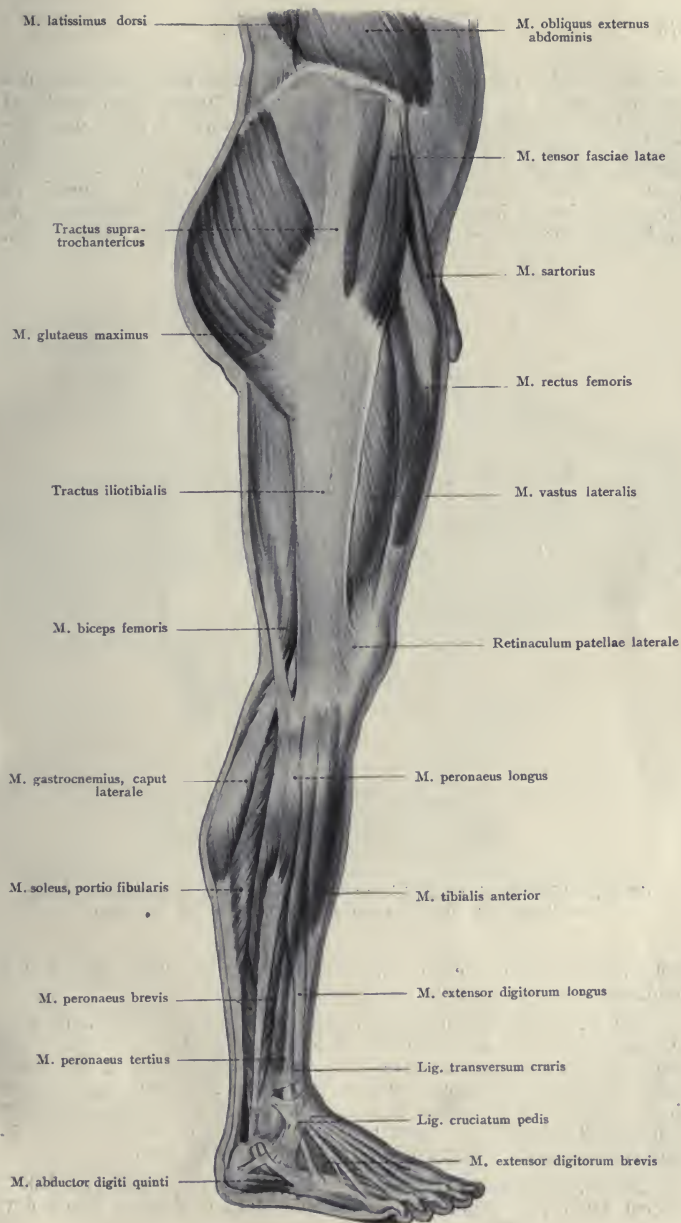 M. latissimus dorsi
M. obliquus externus
abdominis
M. tensor fasciae latae
Tractus supra-
trochantericus
M. sartorius
M. glutaeus maximus
M. rectus femoris
Tractus iliotibialis
M. vastus lateralis
M. biceps femoris
Retinaculum patellae laterale
M. gastrocnemius, caput
laterale
M. peronaeus longus
M. soleus, portio fibularis
M. tibialis anterior
M. peronaeus brevis
M. extensor digitorum longus
M. peronaeus tertius
Lig. transversum cruris
Lig. cruciatum pedis
M. extensor digitorum brevis
M. abductor digiti quinti